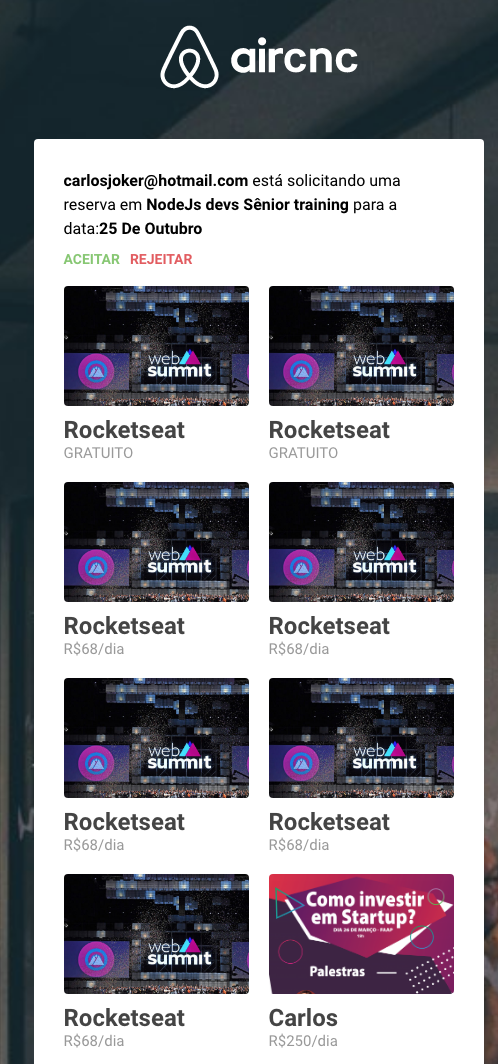 aircnc
carlosjoker@hotmail.com está solicitando uma
reserva em NodeJs devs Sênior training para a
data:25 De Outubro
ACEITAR REJEITAR
web summit
web summit
Rocketseat
GRATUITO
Rocketseat
GRATUITO
web summit
web summit
Rocketseat
R$68/dia
Rocketseat
R$68/dia
web summit
web summit
Rocketseat
R$68/dia
Rocketseat
R$68/dia
web summit
Como investir
em Startup?
DIA 26 DE MARÇO - FAAP
19h
Palestras
Rocketseat
R$68/dia
Carlos
R$250/dia